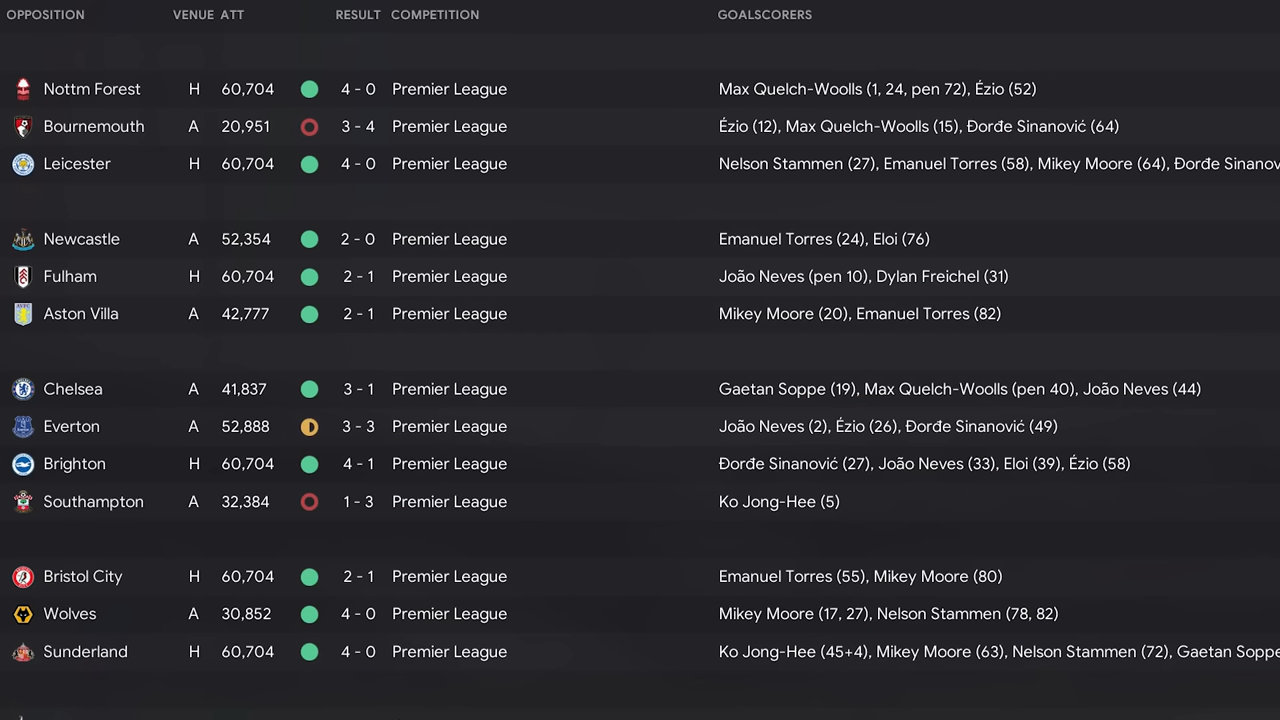 OPPOSITION VENUE ATT RESULT COMPETITION GOALSCORERS
Nottm Forest H 60,704 4 - 0 Premier League Max Quelch-Woolls (1, 24, pen 72), Ézio (52)
Bournemouth A 20,951 3 - 4 Premier League Ézio (12), Max Quelch-Woolls (15), Đorđe Sinanović (64)
Leicester H 60,704 4 - 0 Premier League Nelson Stammen (27), Emanuel Torres (58), Mikey Moore (64), Đorđe Sinanov
Newcastle A 52,354 2 - 0 Premier League Emanuel Torres (24), Eloi (76)
Fulham H 60,704 2 - 1 Premier League João Neves (pen 10), Dylan Freichel (31)
Aston Villa A 42,777 2 - 1 Premier League Mikey Moore (20), Emanuel Torres (82)
Chelsea A 41,837 3 - 1 Premier League Gaetan Soppe (19), Max Quelch-Woolls (pen 40), João Neves (44)
Everton A 52,888 3 - 3 Premier League João Neves (2), Ézio (26), Đorđe Sinanović (49)
Brighton H 60,704 4 - 1 Premier League Đorđe Sinanović (27), João Neves (33), Eloi (39), Ézio (58)
Southampton A 32,384 1 - 3 Premier League Ko Jong-Hee (5)
Bristol City H 60,704 2 - 1 Premier League Emanuel Torres (55), Mikey Moore (80)
Wolves A 30,852 4 - 0 Premier League Mikey Moore (17, 27), Nelson Stammen (78, 82)
Sunderland H 60,704 4 - 0 Premier League Ko Jong-Hee (45+4), Mikey Moore (63), Nelson Stammen (72), Gaetan Soppe